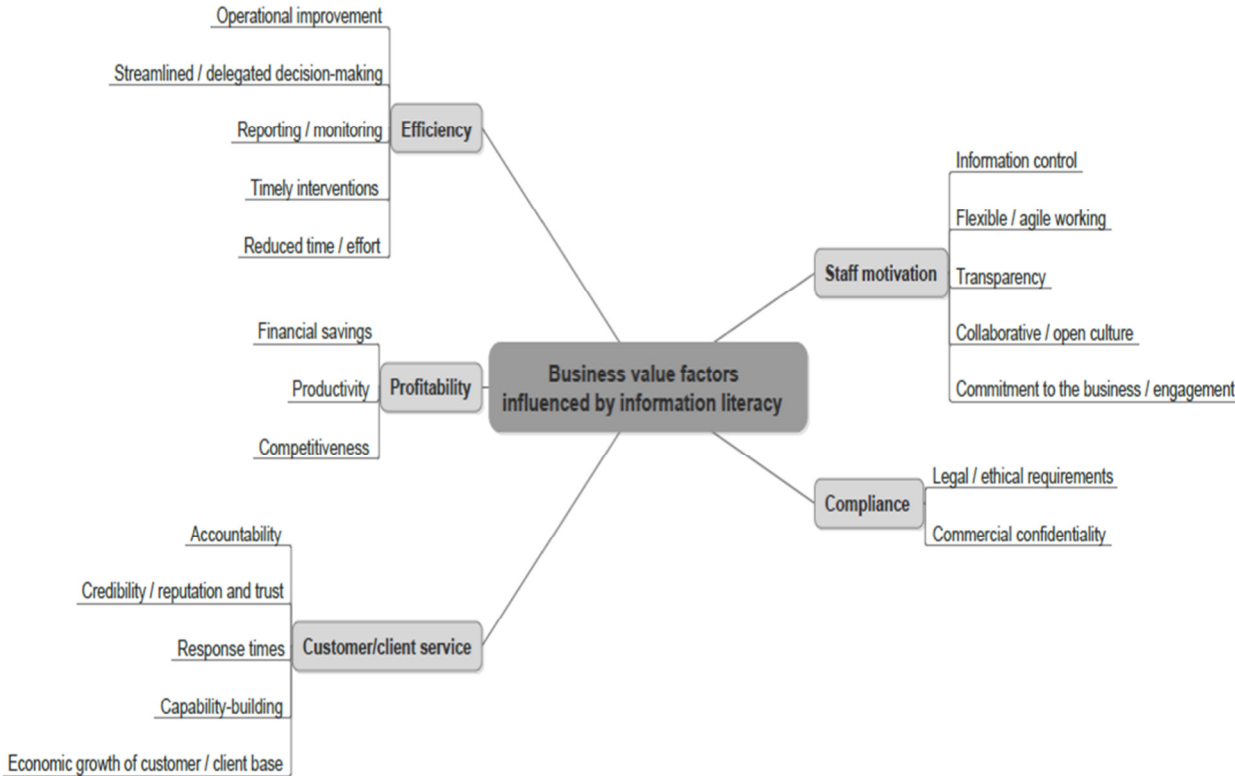 Operational improvement
Streamlined / delegated decision-making
Reporting / monitoring
Timely interventions
Reduced time / effort
Efficiency
Financial savings
Productivity
Competitiveness
Profitability
Accountability
Credibility / reputation and trust
Response times
Capability-building
Economic growth of customer / client base
Customer/client service
Business value factors
influenced by information literacy
Staff motivation
Information control
Flexible / agile working
Transparency
Collaborative / open culture
Commitment to the business / engagement
Compliance
Legal / ethical requirements
Commercial confidentiality